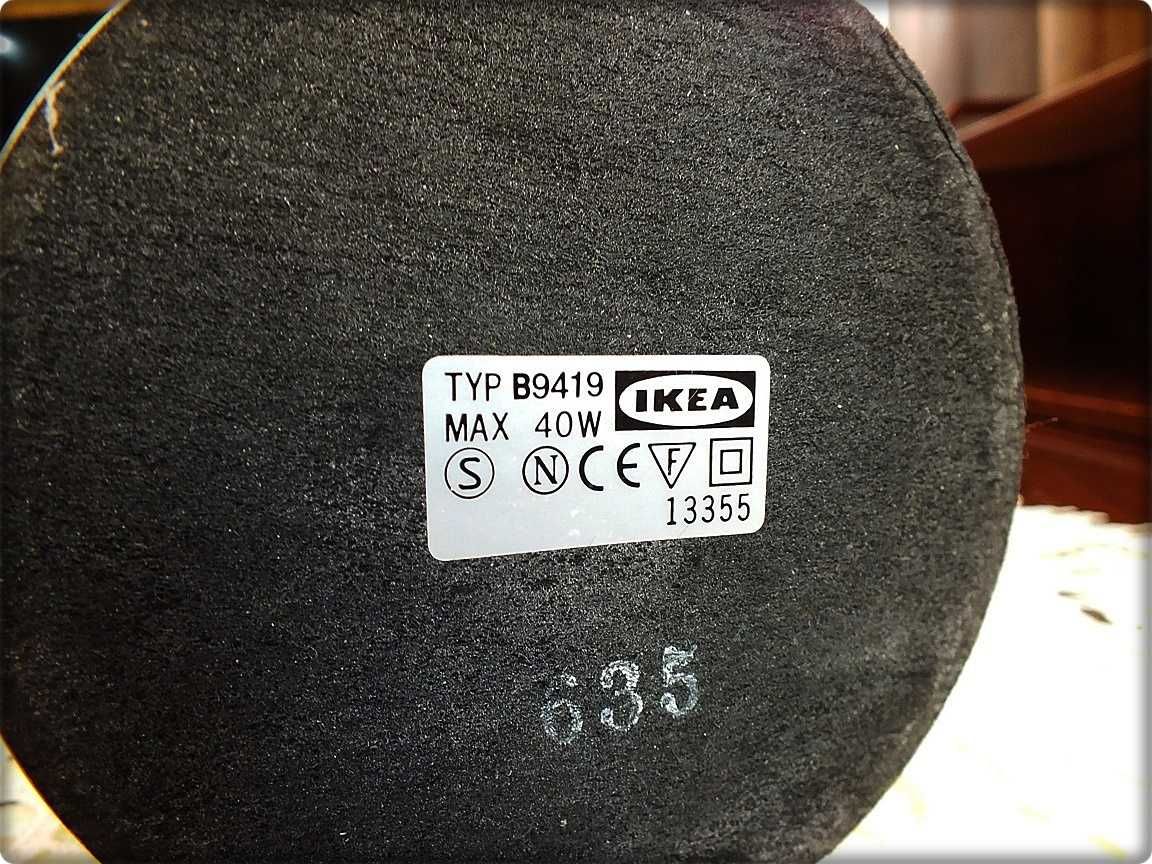 TYP B9419 IKEA
MAX 40W
S N CE F
13355
635